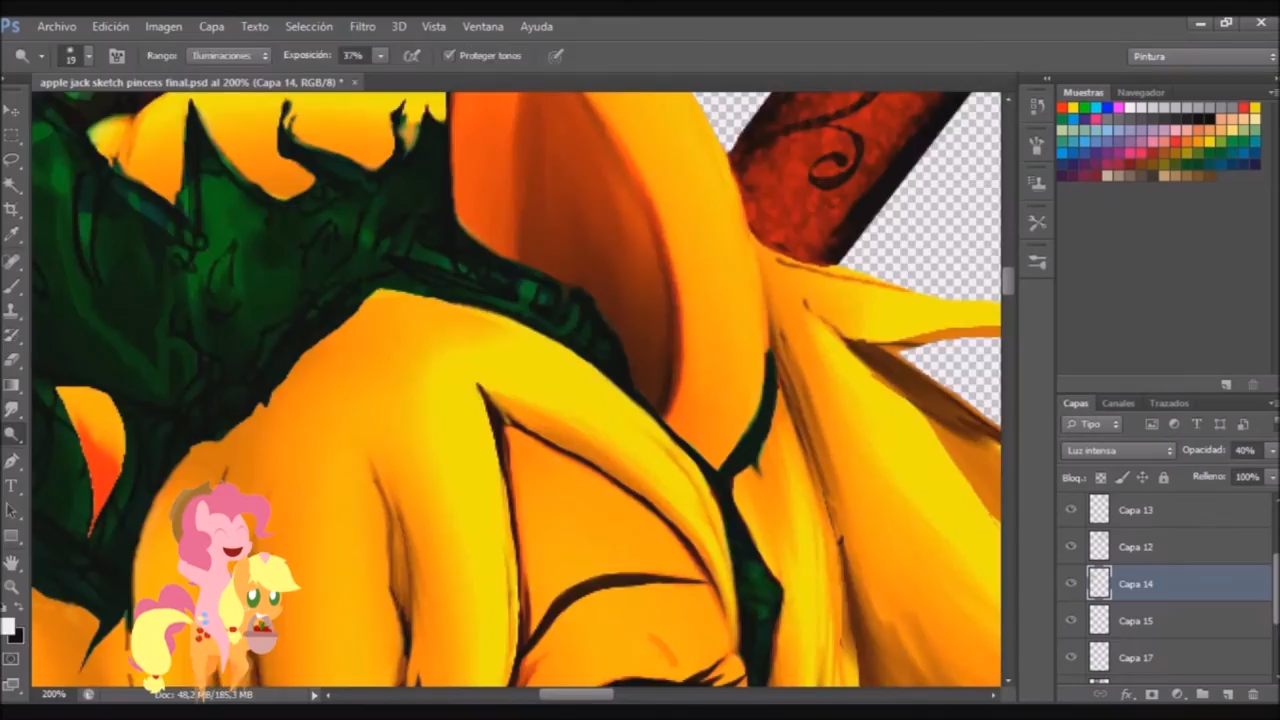 Ps Archivo Edición Imagen Capa Texto Selección Filtro 3D Vista Ventana Ayuda
19 Rango: Iluminaciones Exposición: 37% Proteger tonos Pintura
apple jack sketch pincess final.psd al 200% (Capa 14, RGB/8) *
Muestras Navegador
Capas Canales Trazados
Tipo
Luz intensa Opacidad: 40%
Bloq.: Relleno: 100%
Capa 13
Capa 12
Capa 14
Capa 15
Capa 17
200% Doc: 48,2 MB/185,3 MB